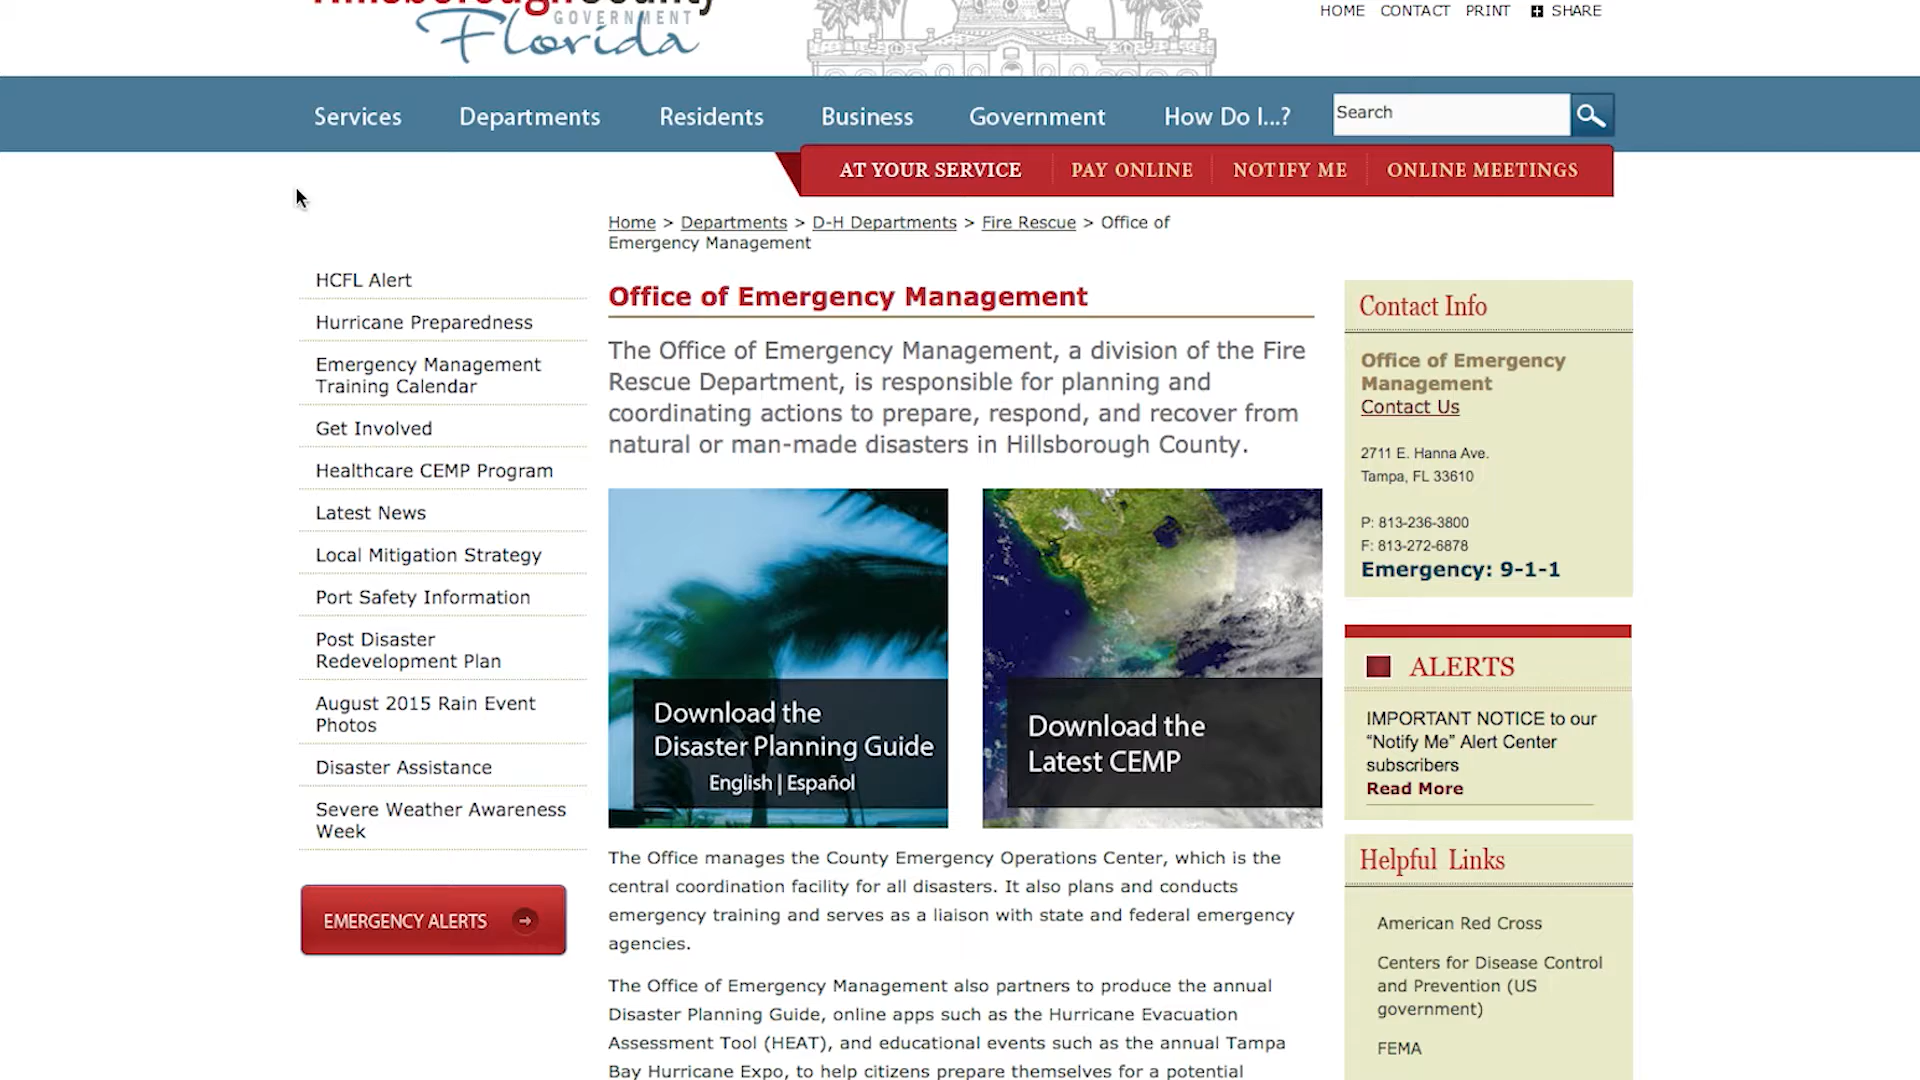 Hillsborough County
GOVERNMENT
Florida
HOME CONTACT PRINT SHARE
Services Departments Residents Business Government How Do I...? Search
AT YOUR SERVICE PAY ONLINE NOTIFY ME ONLINE MEETINGS
Home > Departments > D-H Departments > Fire Rescue > Office of
Emergency Management
HCFL Alert
Hurricane Preparedness
Emergency Management
Training Calendar
Get Involved
Healthcare CEMP Program
Latest News
Local Mitigation Strategy
Port Safety Information
Post Disaster
Redevelopment Plan
August 2015 Rain Event
Photos
Disaster Assistance
Severe Weather Awareness
Week
EMERGENCY ALERTS
Office of Emergency Management
The Office of Emergency Management, a division of the Fire
Rescue Department, is responsible for planning and
coordinating actions to prepare, respond, and recover from
natural or man-made disasters in Hillsborough County.
Download the
Disaster Planning Guide
English | Español
Download the
Latest CEMP
The Office manages the County Emergency Operations Center, which is the
central coordination facility for all disasters. It also plans and conducts
emergency training and serves as a liaison with state and federal emergency
agencies.
The Office of Emergency Management also partners to produce the annual
Disaster Planning Guide, online apps such as the Hurricane Evacuation
Assessment Tool (HEAT), and educational events such as the annual Tampa
Bay Hurricane Expo, to help citizens prepare themselves for a potential
Contact Info
Office of Emergency
Management
Contact Us
2711 E. Hanna Ave.
Tampa, FL 33610
P: 813-236-3800
F: 813-272-6878
Emergency: 9-1-1
ALERTS
IMPORTANT NOTICE to our
“Notify Me” Alert Center
subscribers
Read More
Helpful Links
American Red Cross
Centers for Disease Control
and Prevention (US
government)
FEMA